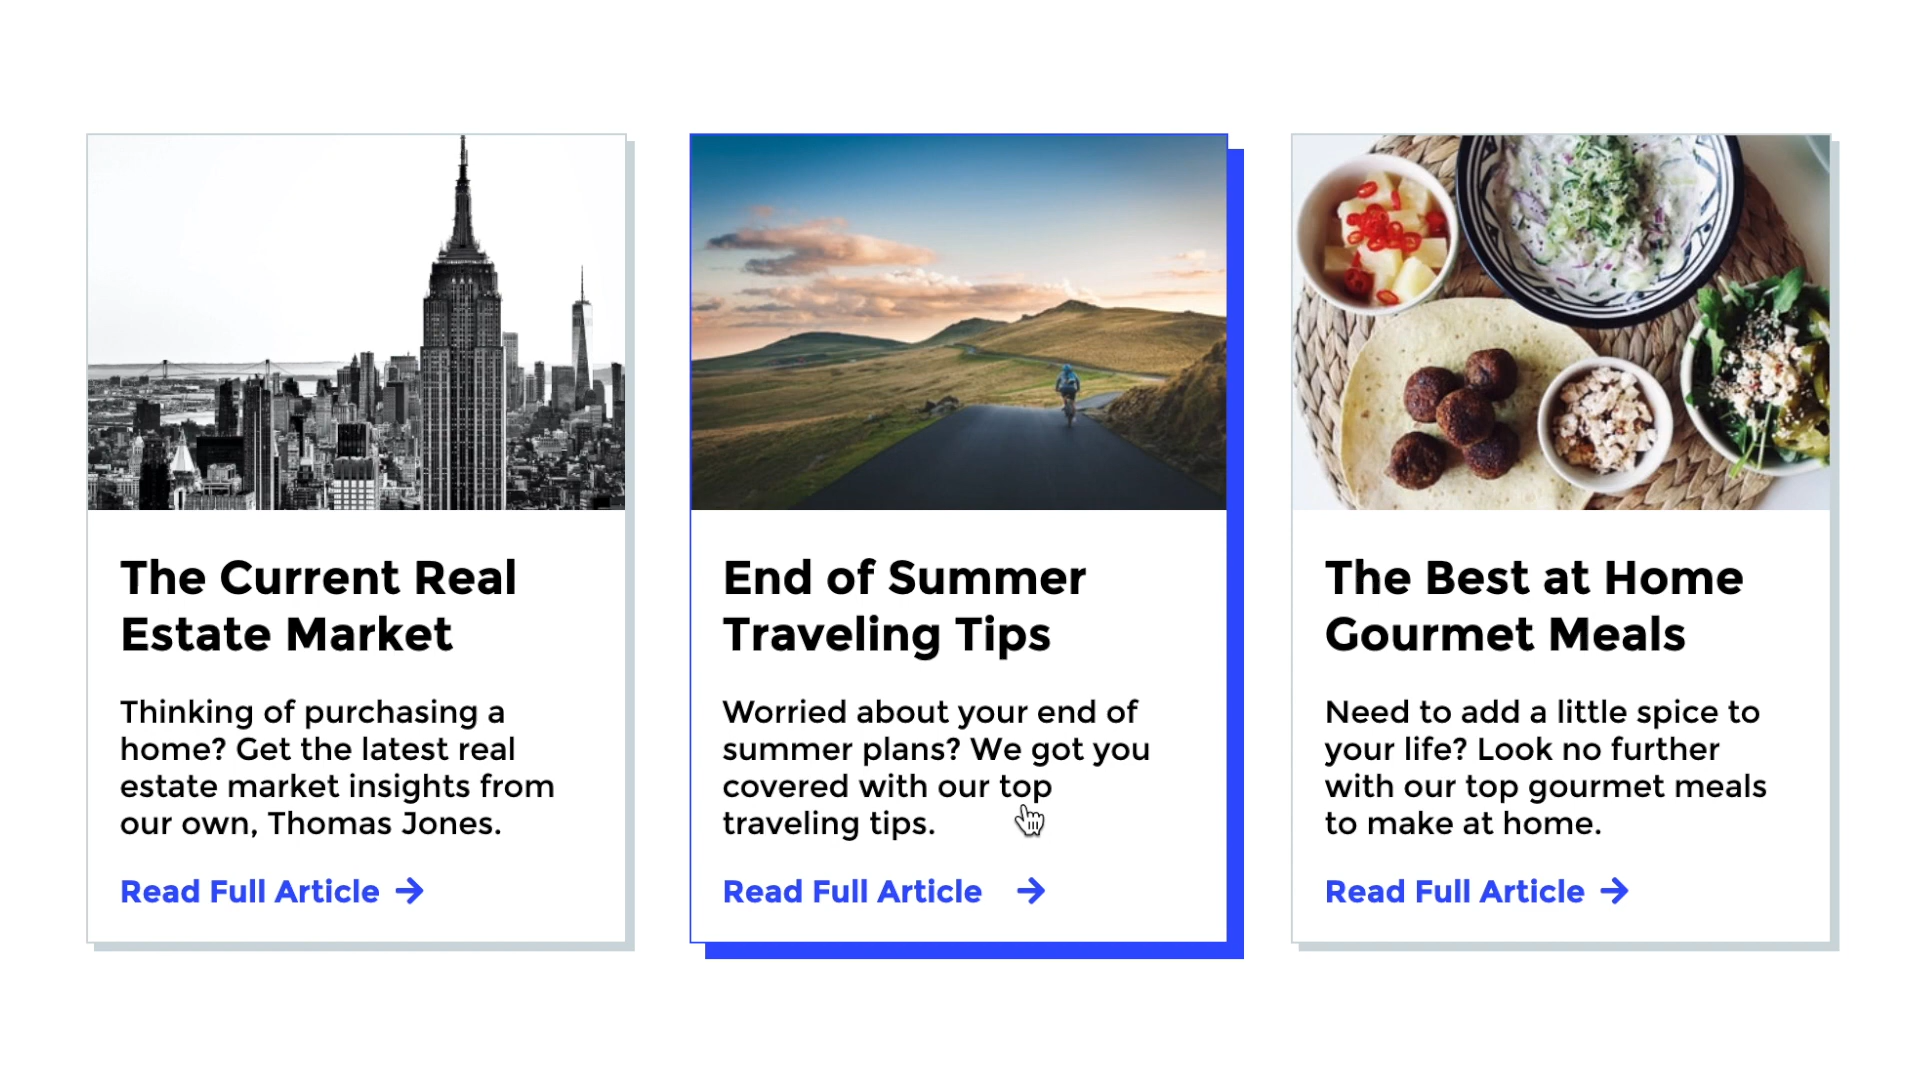 The Current Real
Estate Market
Thinking of purchasing a
home? Get the latest real
estate market insights from
our own, Thomas Jones.
Read Full Article
End of Summer
Traveling Tips
Worried about your end of
summer plans? We got you
covered with our top
traveling tips.
Read Full Article
The Best at Home
Gourmet Meals
Need to add a little spice to
your life? Look no further
with our top gourmet meals
to make at home.
Read Full Article